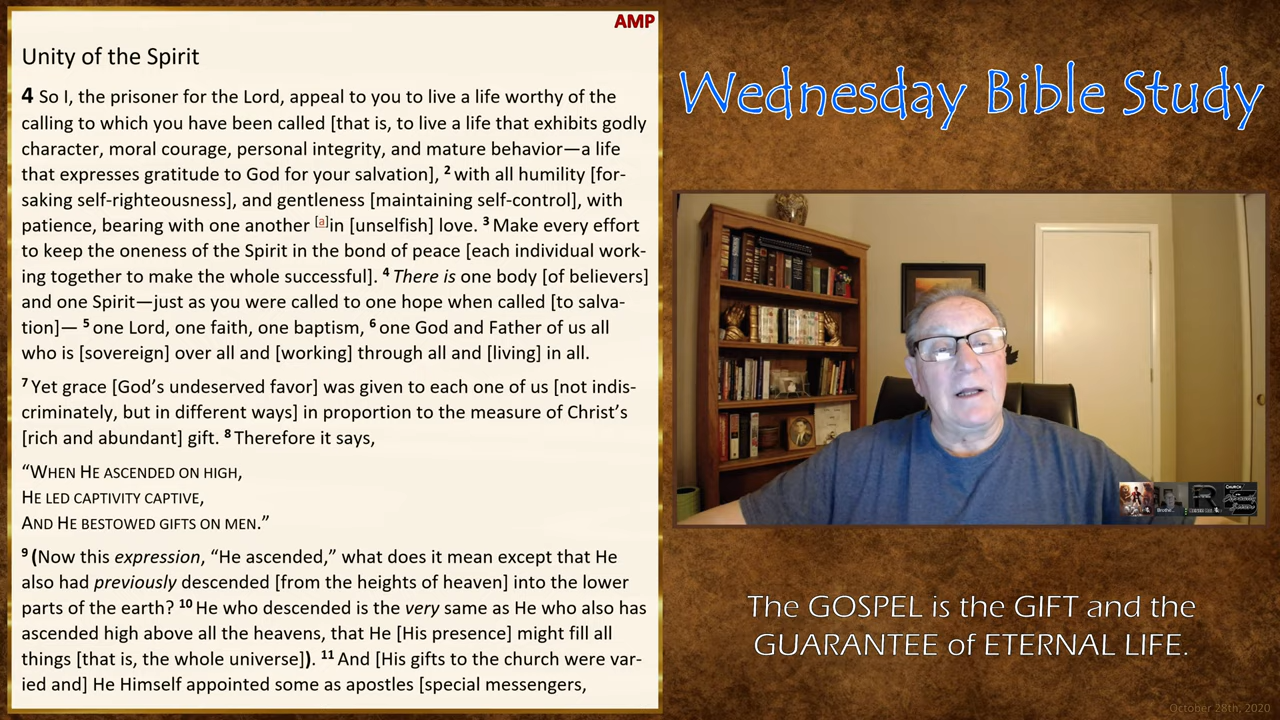 AMP
Unity of the Spirit
4 So I, the prisoner for the Lord, appeal to you to live a life worthy of the
calling to which you have been called [that is, to live a life that exhibits godly
character, moral courage, personal integrity, and mature behavior—a life
that expresses gratitude to God for your salvation], 2 with all humility [for-
saking self-righteousness], and gentleness [maintaining self-control], with
patience, bearing with one another [a]in [unselfish] love. 3 Make every effort
to keep the oneness of the Spirit in the bond of peace [each individual work-
ing together to make the whole successful]. 4 There is one body [of believers]
and one Spirit—just as you were called to one hope when called [to salva-
tion]— 5 one Lord, one faith, one baptism, 6 one God and Father of us all
who is [sovereign] over all and [working] through all and [living] in all.
7 Yet grace [God’s undeserved favor] was given to each one of us [not indis-
criminately, but in different ways] in proportion to the measure of Christ’s
[rich and abundant] gift. 8 Therefore it says,
“When He ascended on high,
He led captivity captive,
And He bestowed gifts on men.”
9 (Now this expression, “He ascended,” what does it mean except that He
also had previously descended [from the heights of heaven] into the lower
parts of the earth? 10 He who descended is the very same as He who also has
ascended high above all the heavens, that He [His presence] might fill all
things [that is, the whole universe]). 11 And [His gifts to the church were var-
ied and] He Himself appointed some as apostles [special messengers,
Wednesday Bible Study
Brothe...
Church
The GOSPEL is the GIFT and the
GUARANTEE of ETERNAL LIFE.
October 28th, 2020